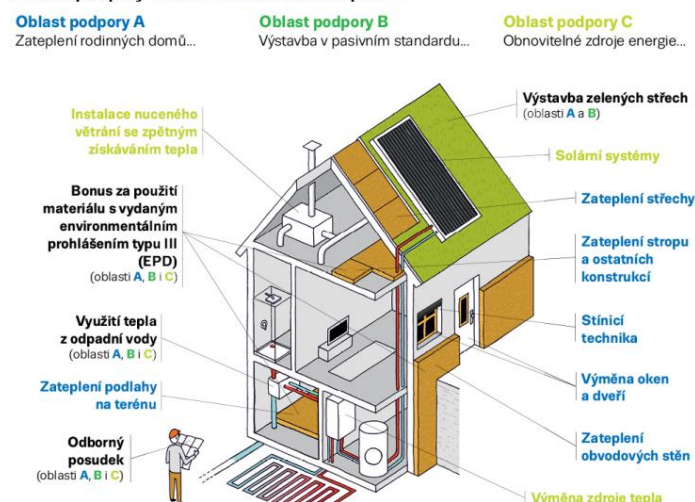 Oblast podpory A
Zateplení rodinných domů...
Oblast podpory B
Výstavba v pasivním standardu...
Oblast podpory C
Obnovitelné zdroje energie...
Instalace nuceného
větrání se zpětným
získáváním tepla
Bonus za použití
materiálu s vydaným
environmentálním
prohlášením typu III
(EPD)
(oblasti A, B i C)
Využití tepla
z odpadní vody
(oblasti A, B i C)
Zateplení podlahy
na terénu
Odborný
posudek
(oblasti A, B i C)
Výstavba zelených střech
(oblasti A a B)
Solární systémy
Zateplení střechy
Zateplení stropu
a ostatních
konstrukcí
Stínicí
technika
Výměna oken
a dveří
Zateplení
obvodových stěn
Výměna zdroje tepla